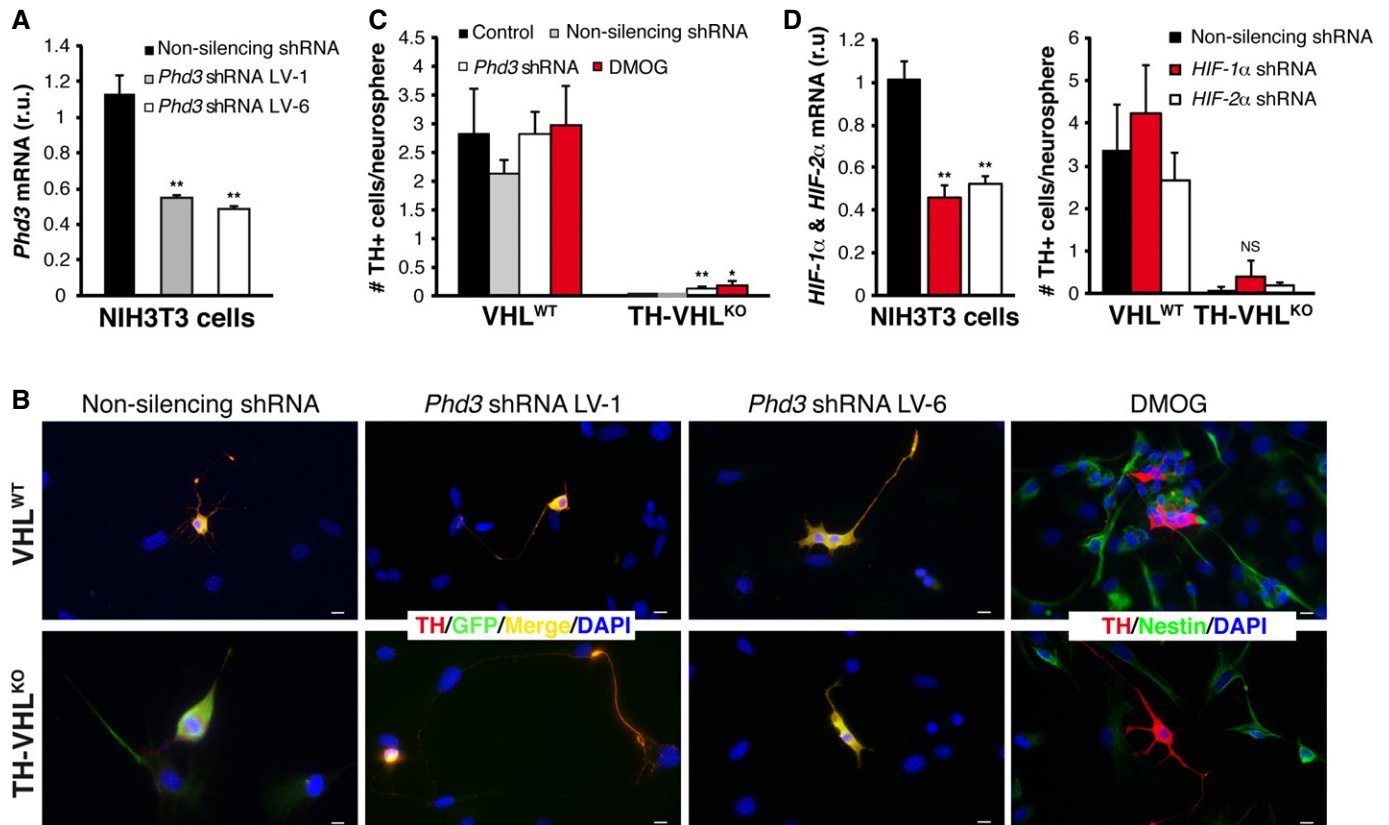 A
Phd3 mRNA (r.u.)
1.4
1.2
1
0.8
0.6
0.4
0.2
0
Non-silencing shRNA
Phd3 shRNA LV-1
Phd3 shRNA LV-6
**
**
NIH3T3 cells
C
# TH+ cells/neurosphere
4.5
4
3.5
3
2.5
2
1.5
1
0.5
0
Control
Non-silencing shRNA
Phd3 shRNA
DMOG
**
*
VHLWT
TH-VHLKO
D
HIF-1α & HIF-2α mRNA (r.u)
1.2
1
0.8
0.6
0.4
0.2
0
**
**
NIH3T3 cells
# TH+ cells/neurosphere
6
5
4
3
2
1
0
Non-silencing shRNA
HIF-1α shRNA
HIF-2α shRNA
NS
VHLWT
TH-VHLKO
B
Non-silencing shRNA
Phd3 shRNA LV-1
Phd3 shRNA LV-6
DMOG
VHLWT
TH/GFP/Merge/DAPI
TH/Nestin/DAPI
TH-VHLKO